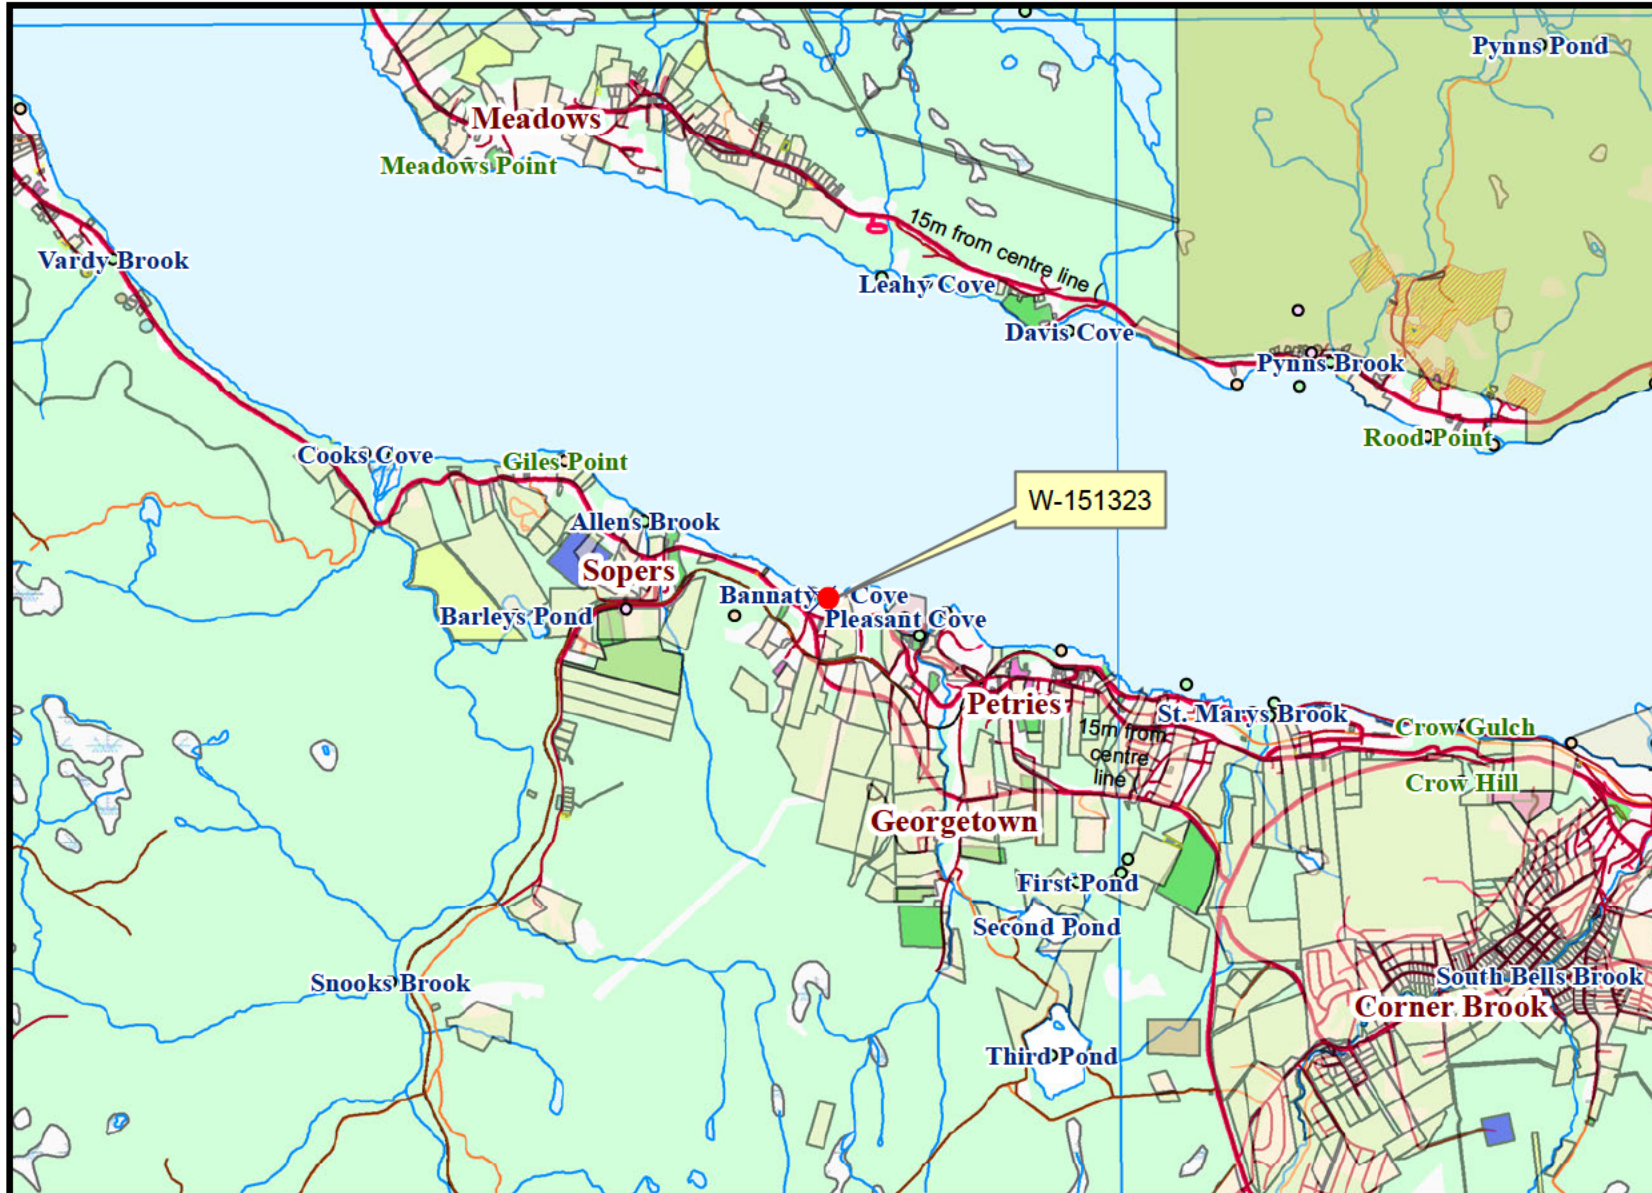 Pynns Pond
Meadows
Meadows Point
15m from centre line (
Vardy Brook
Leahy Cove
Davis Cove
Pynns Brook
Rood Point
Cooks Cove
Giles Point
W-151323
Allens Brook
Sopers
Bannaty Cove
Barleys Pond
Pleasant Cove
Petries
St. Marys Brook
Crow Gulch
15m from
centre
line (
Crow Hill
Georgetown
First Pond
Second Pond
Snooks Brook
South Bells Brook
Corner Brook
Third Pond